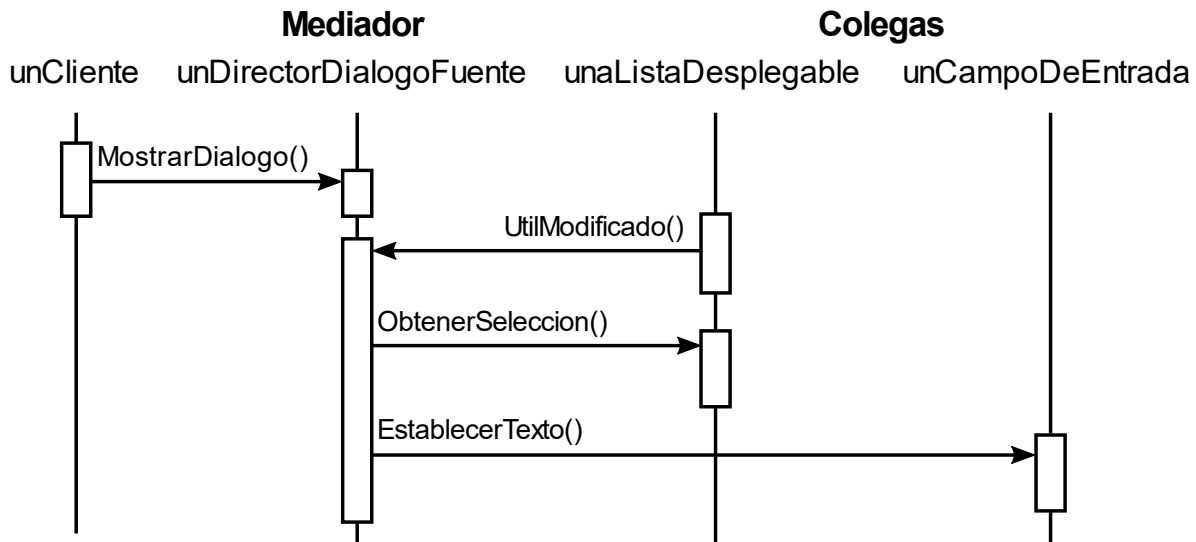 Mediador Colegas
unCliente unDirectorDialogoFuente unaListaDesplegable unCampoDeEntrada
MostrarDialogo()
UtilModificado()
ObtenerSeleccion()
EstablecerTexto()